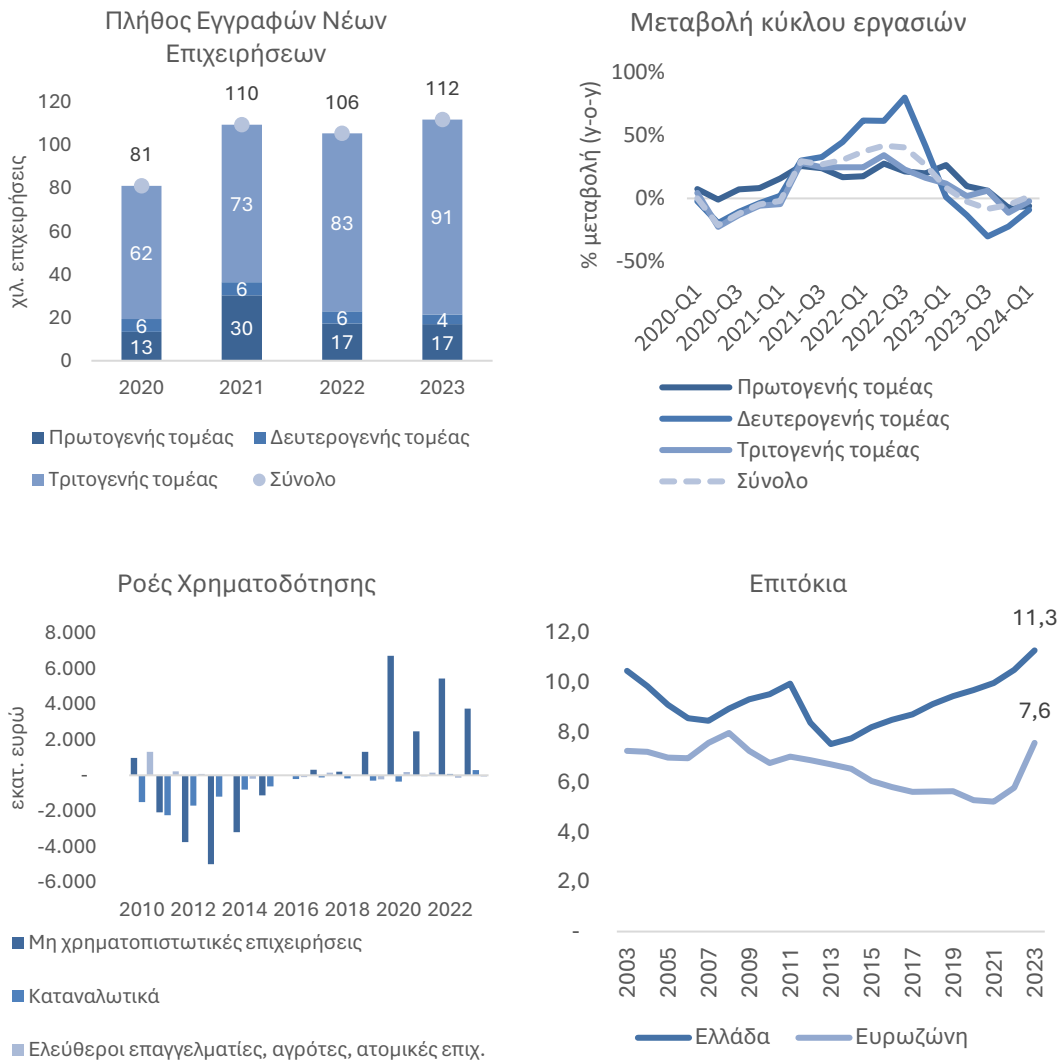 Πλήθος Εγγραφών Νέων
Επιχειρήσεων
χιλ. επιχειρήσεις
120
100
80
60
40
20
0
81
110
106
112
62
73
83
91
6
6
6
4
13
30
17
17
2020
2021
2022
2023
Πρωτογενής τομέας
Δευτερογενής τομέας
Τριτογενής τομέας
Σύνολο
Μεταβολή κύκλου εργασιών
% μεταβολή (y-o-y)
100%
50%
0%
-50%
2020-Q1
2020-Q3
2021-Q1
2021-Q3
2022-Q1
2022-Q3
2023-Q1
2023-Q3
2024-Q1
Πρωτογενής τομέας
Δευτερογενής τομέας
Τριτογενής τομέας
Σύνολο
Ροές Χρηματοδότησης
εκατ. ευρώ
8.000
6.000
4.000
2.000
-
-2.000
-4.000
-6.000
2010 2012 2014 2016 2018 2020 2022
Μη χρηματοπιστωτικές επιχειρήσεις
Καταναλωτικά
Ελεύθεροι επαγγελματίες, αγρότες, ατομικές επιχ.
Επιτόκια
12,0
10,0
8,0
6,0
4,0
2,0
-
11,3
7,6
2003
2005
2007
2009
2011
2013
2015
2017
2019
2021
2023
Ελλάδα
Ευρωζώνη